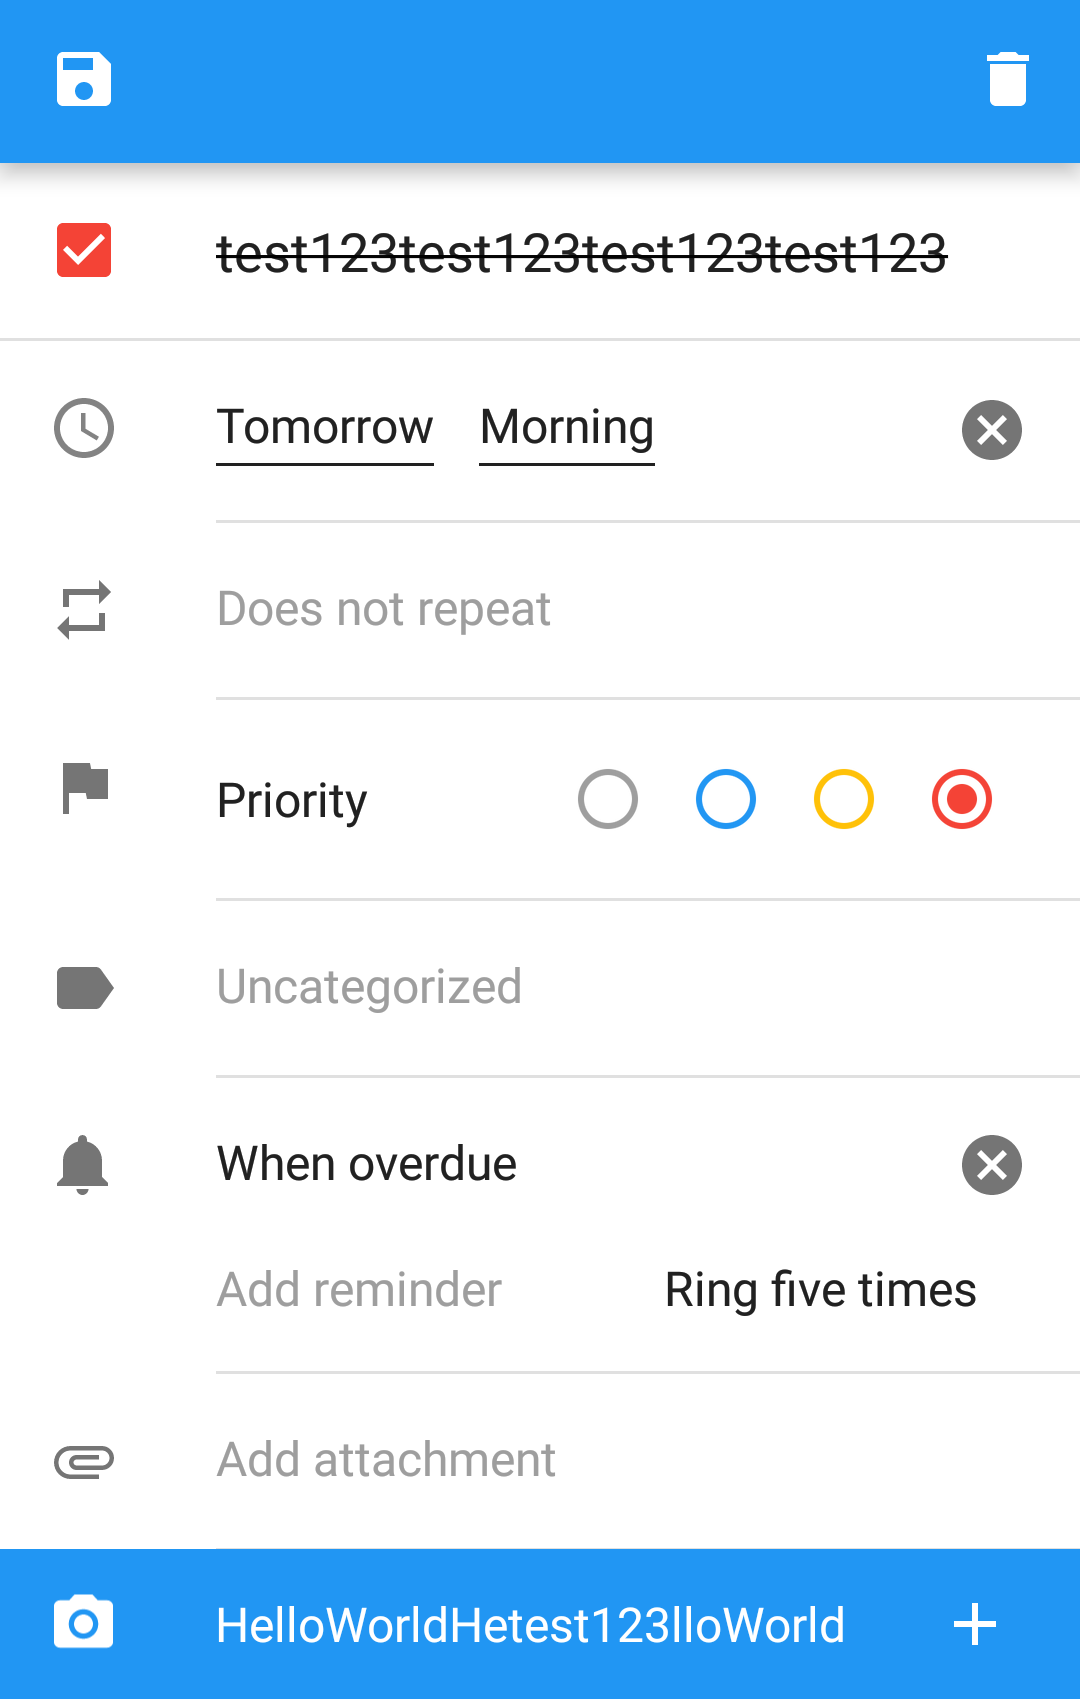 test123test123test123test123
Tomorrow Morning
Does not repeat
Priority
Uncategorized
When overdue
Add reminder Ring five times
Add attachment
HelloWorldHetest123lloWorld